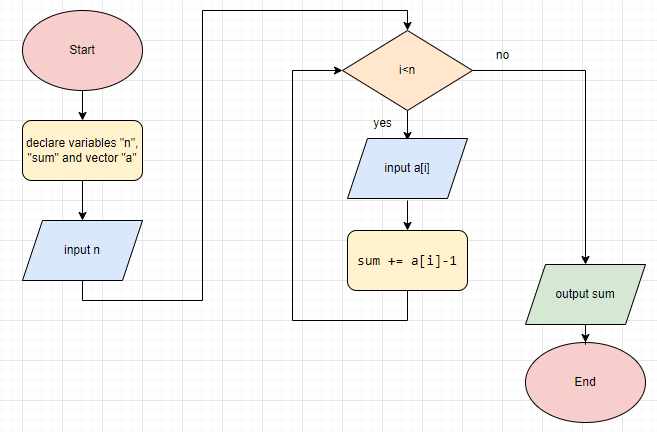 Start
declare variables "n",
"sum" and vector "a"
input n
i<n
no
yes
input a[i]
sum += a[i]-1
output sum
End